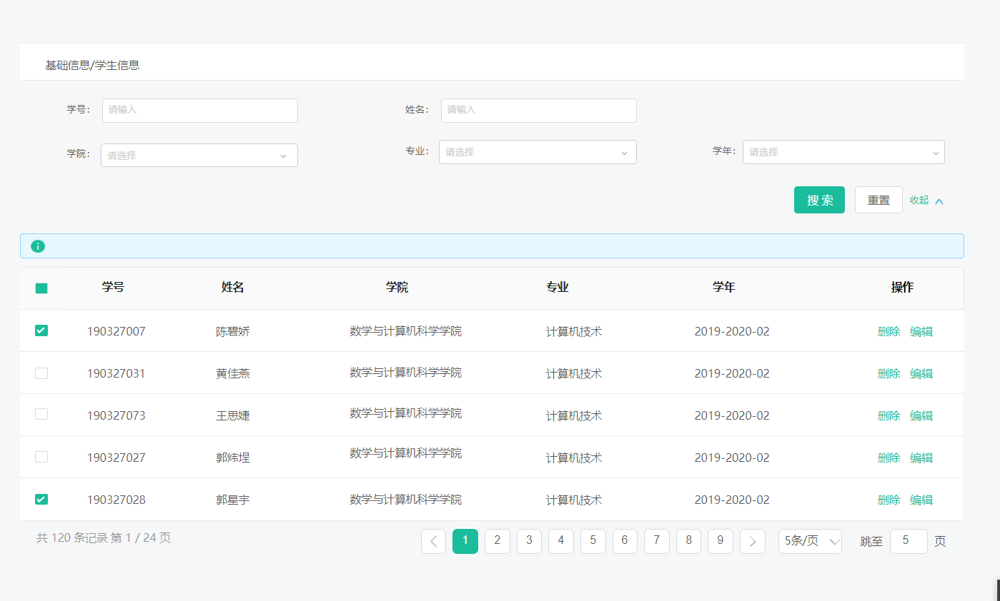 基础信息/学生信息
学号： 请输入 姓名： 请输入
学院： 请选择 专业： 请选择 学年： 请选择
搜 索 重置 收起
学号 姓名 学院 专业 学年 操作
190327007 陈碧娇 数学与计算机科学学院 计算机技术 2019-2020-02 删除 编辑
190327031 黄佳燕 数学与计算机科学学院 计算机技术 2019-2020-02 删除 编辑
190327073 王思婕 数学与计算机科学学院 计算机技术 2019-2020-02 删除 编辑
190327027 郭炜埕 数学与计算机科学学院 计算机技术 2019-2020-02 删除 编辑
190327028 郭星宇 数学与计算机科学学院 计算机技术 2019-2020-02 删除 编辑
共 120 条记录 第 1 / 24 页 1 2 3 4 5 6 7 8 9 5条/页 跳至 5 页